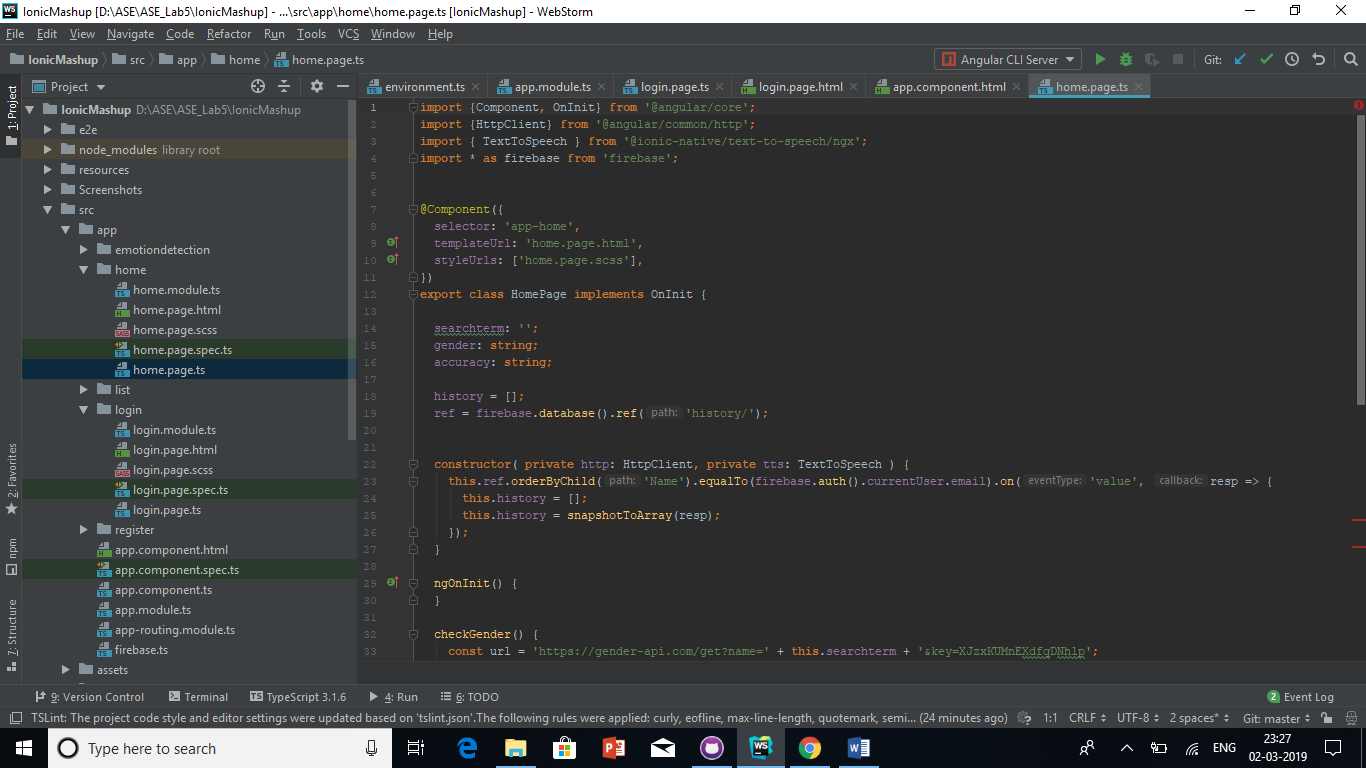 IonicMashup [D:\ASE\ASE_Lab5\IonicMashup] - ...\src\app\home\home.page.ts [IonicMashup] - WebStorm
File Edit View Navigate Code Refactor Run Tools VCS Window Help
IonicMashup src app home home.page.ts Angular CLI Server Git:
Project environment.ts app.module.ts login.page.ts login.page.html app.component.html home.page.ts
1: Project
IonicMashup D:\ASE\ASE_Lab5\IonicMashup
e2e
node_modules library root
resources
Screenshots
src
app
emotiondetection
home
home.module.ts
home.page.html
home.page.scss
home.page.spec.ts
home.page.ts
list
login
login.module.ts
login.page.html
login.page.scss
login.page.spec.ts
login.page.ts
register
app.component.html
app.component.spec.ts
app.component.ts
app.module.ts
app-routing.module.ts
firebase.ts
assets
2: Favorites
npm
7: Structure
1 import {Component, OnInit} from '@angular/core';
2 import {HttpClient} from '@angular/common/http';
3 import { TextToSpeech } from '@ionic-native/text-to-speech/ngx';
4 import * as firebase from 'firebase';
5
6
7 @Component({
8 selector: 'app-home',
9 templateUrl: 'home.page.html',
10 styleUrls: ['home.page.scss'],
11 })
12 export class HomePage implements OnInit {
13
14 searchterm: '';
15 gender: string;
16 accuracy: string;
17
18 history = [];
19 ref = firebase.database().ref( path: 'history/');
20
21
22 constructor( private http: HttpClient, private tts: TextToSpeech ) {
23 this.ref.orderByChild( path: 'Name').equalTo(firebase.auth().currentUser.email).on( eventType: 'value', callback: resp => {
24 this.history = [];
25 this.history = snapshotToArray(resp);
26 });
27 }
28
29 ngOnInit() {
30 }
31
32 checkGender() {
33 const url = 'https://gender-api.com/get?name=' + this.searchterm + '&key=XJzxKUMnEXdfgDNhlp';
9: Version Control Terminal TypeScript 3.1.6 4: Run 6: TODO 2 Event Log
TSLint: The project code style and editor settings were updated based on 'tslint.json'.The following rules were applied: curly, eofline, max-line-length, quotemark, semi... (24 minutes ago) 1:1 CRLF UTF-8 2 spaces* Git: master
Type here to search ENG 23:27
02-03-2019